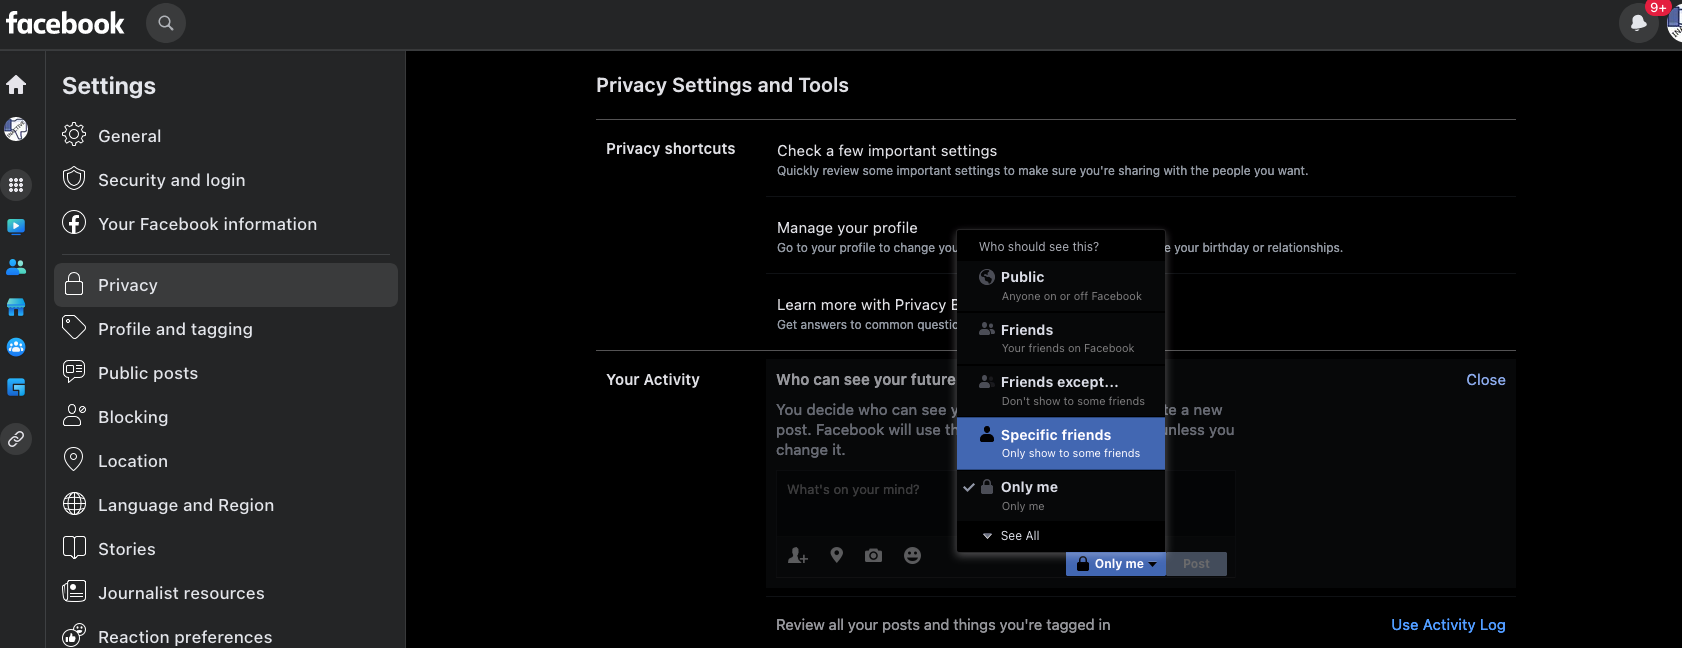 facebook
9+
Settings
General
Security and login
Your Facebook information
Privacy
Profile and tagging
Public posts
Blocking
Location
Language and Region
Stories
Journalist resources
Reaction preferences
Privacy Settings and Tools
Privacy shortcuts
Check a few important settings
Quickly review some important settings to make sure you're sharing with the people you want.
Manage your profile
Go to your profile to change you
e your birthday or relationships.
Learn more with Privacy
Get answers to common questio
Your Activity
Who can see your future
Close
You decide who can see y
te a new
post. Facebook will use th
unless you
change it.
What's on your mind?
Who should see this?
Public
Anyone on or off Facebook
Friends
Your friends on Facebook
Friends except...
Don't show to some friends
Specific friends
Only show to some friends
Only me
Only me
See All
Only me
Post
Review all your posts and things you're tagged in
Use Activity Log